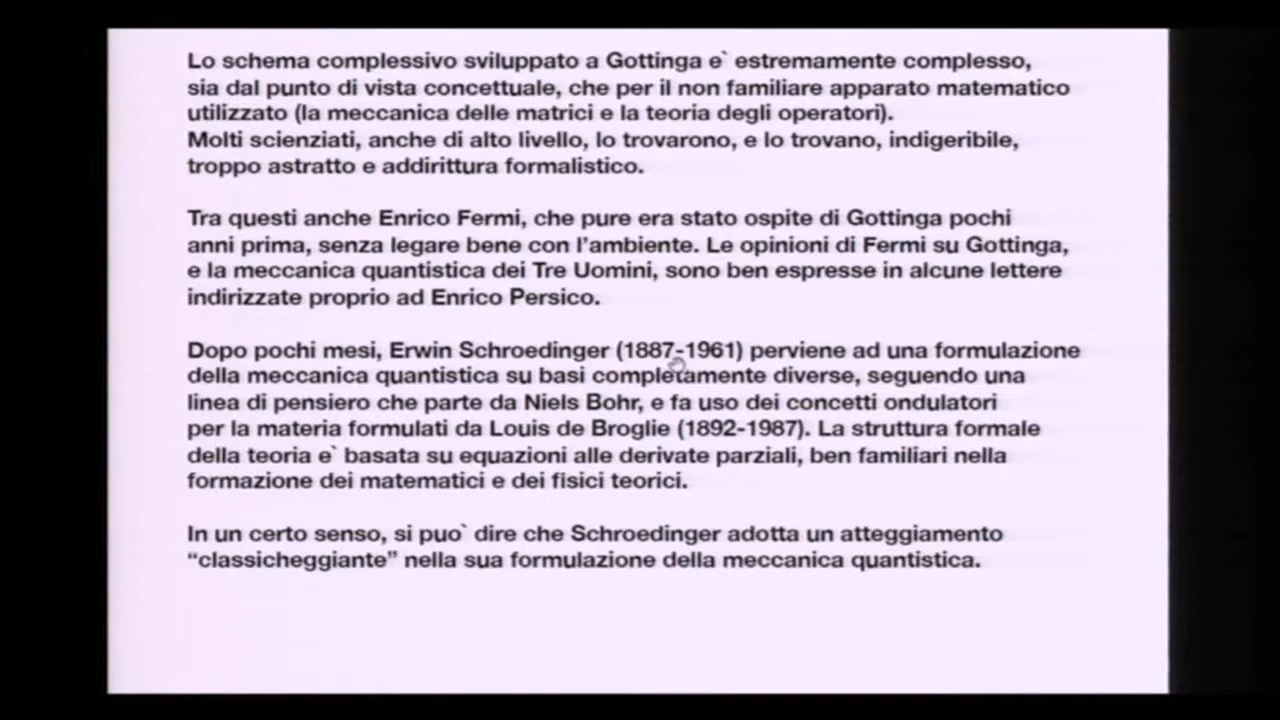 Lo schema complessivo sviluppato a Gottinga e` estremamente complesso,
sia dal punto di vista concettuale, che per il non familiare apparato matematico
utilizzato (la meccanica delle matrici e la teoria degli operatori).
Molti scienziati, anche di alto livello, lo trovarono, e lo trovano, indigeribile,
troppo astratto e addirittura formalistico.
Tra questi anche Enrico Fermi, che pure era stato ospite di Gottinga pochi
anni prima, senza legare bene con l'ambiente. Le opinioni di Fermi su Gottinga,
e la meccanica quantistica dei Tre Uomini, sono ben espresse in alcune lettere
indirizzate proprio ad Enrico Persico.
Dopo pochi mesi, Erwin Schroedinger (1887-1961) perviene ad una formulazione
della meccanica quantistica su basi completamente diverse, seguendo una
linea di pensiero che parte da Niels Bohr, e fa uso dei concetti ondulatori
per la materia formulati da Louis de Broglie (1892-1987). La struttura formale
della teoria e` basata su equazioni alle derivate parziali, ben familiari nella
formazione dei matematici e dei fisici teorici.
In un certo senso, si puo` dire che Schroedinger adotta un atteggiamento
“classicheggiante” nella sua formulazione della meccanica quantistica.